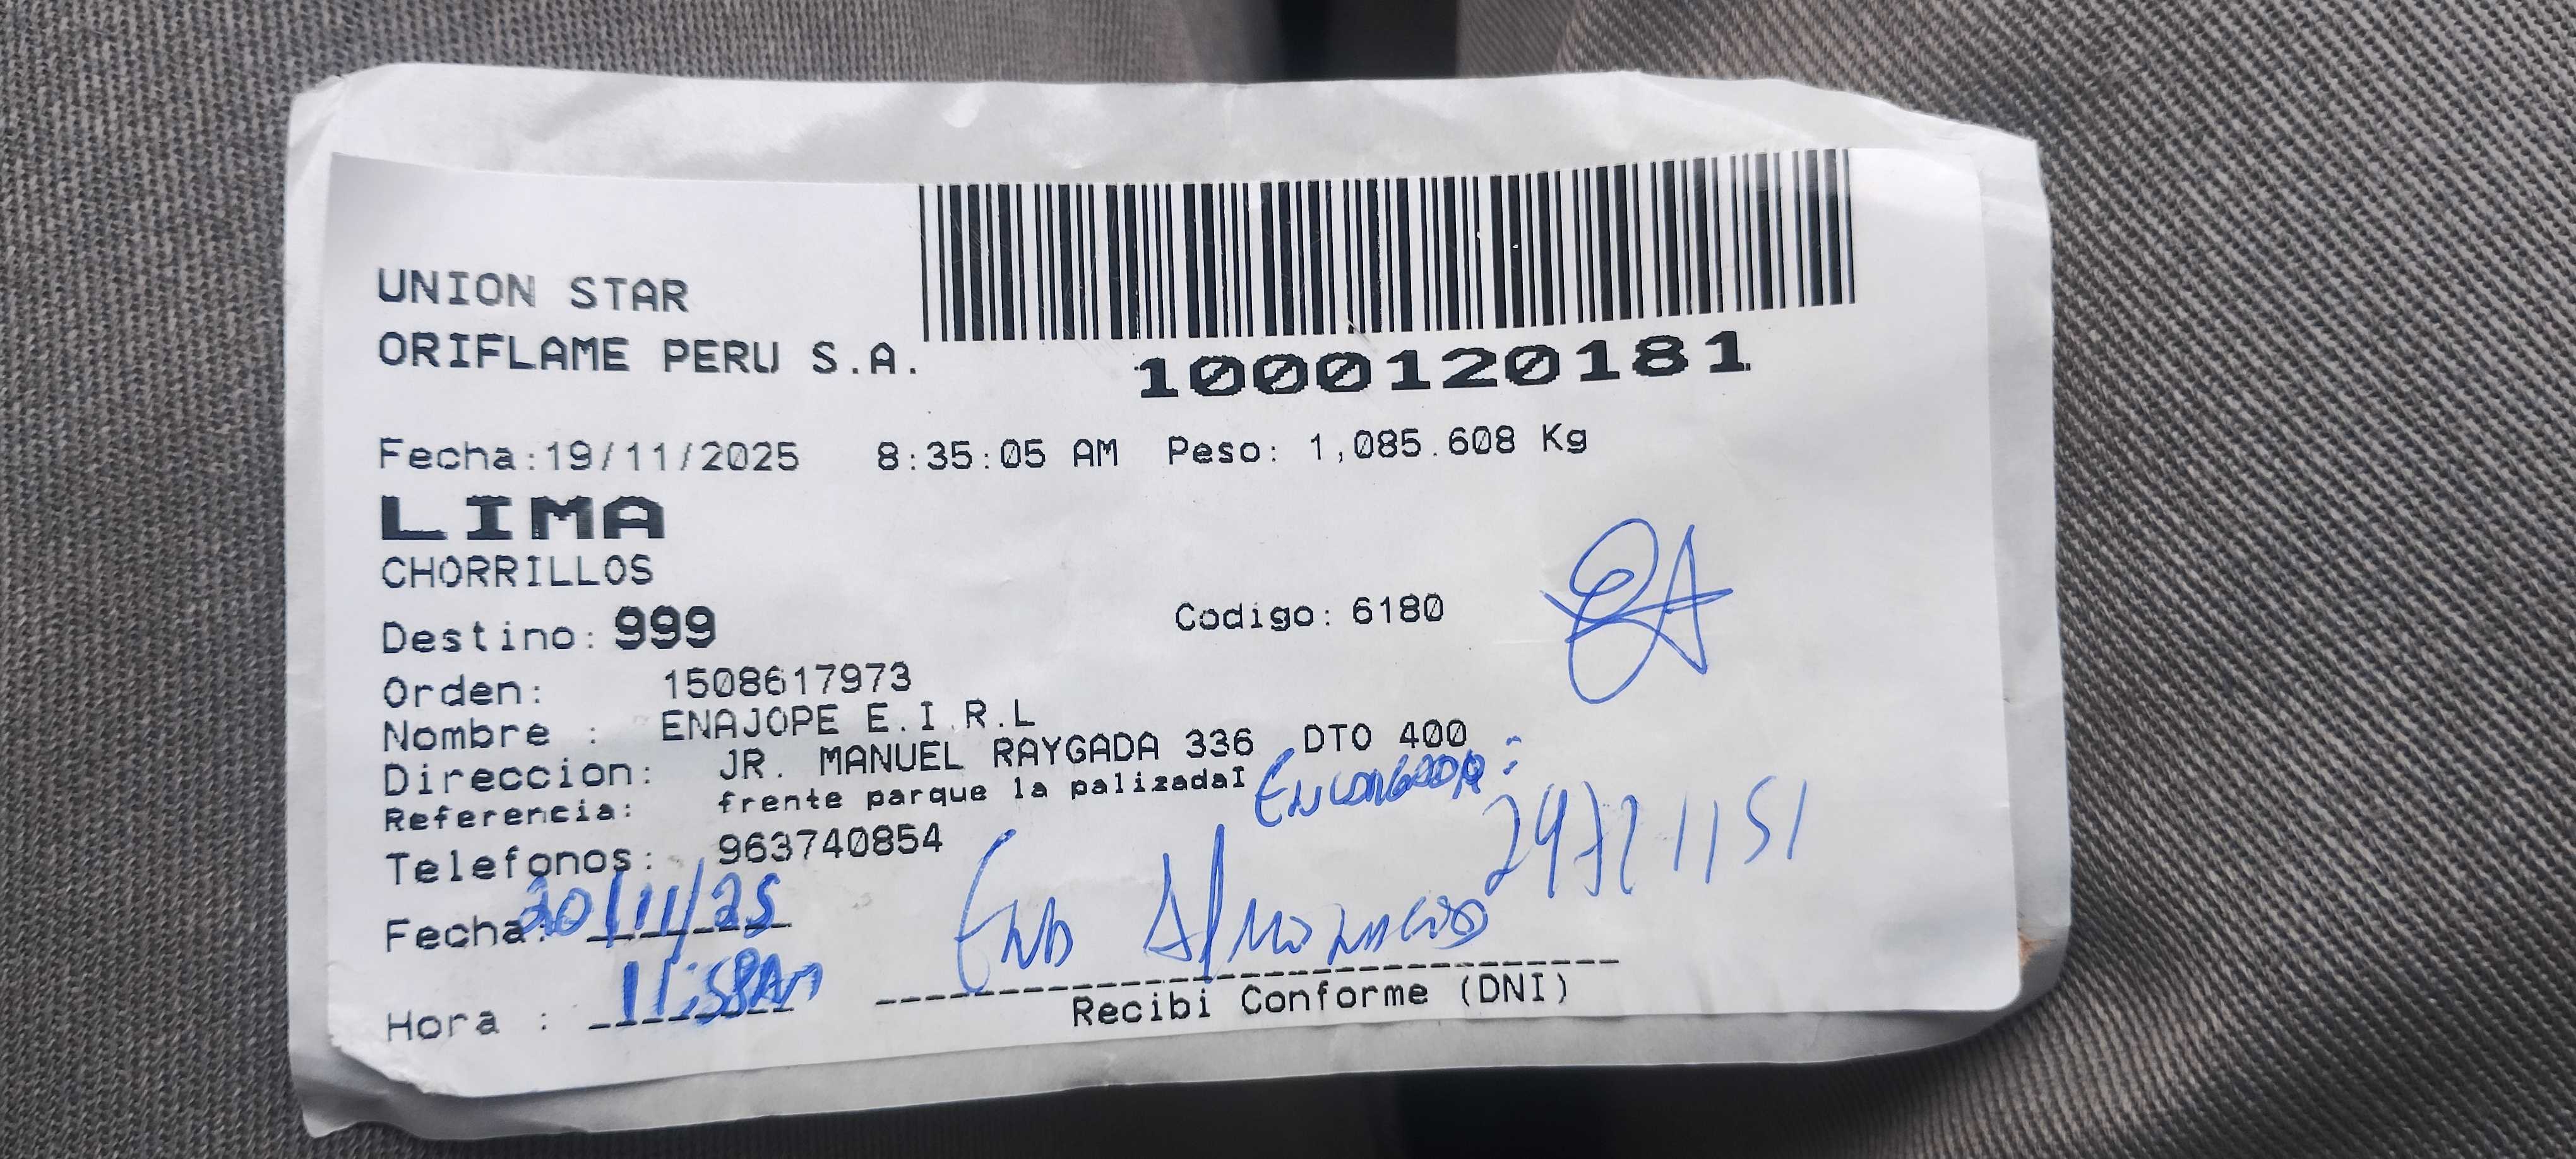 UNION STAR
ORIFLAME PERU S.A.
1000120181
Fecha:19/11/2025 8:35:05 AM Peso: 1,085.608 Kg
LIMA
CHORRILLOS
Destino: 999 Codigo: 6180
Orden: 1508617973
Nombre : ENAJOPE E.I.R.L
Direccion: JR. MANUEL RAYGADA 336 DTO 400
Referencia: frente parque la palizadaI
Telefonos: 963740854
Fecha: 20/11/25
Hora : 11:58AM
Recibi Conforme (DNI)